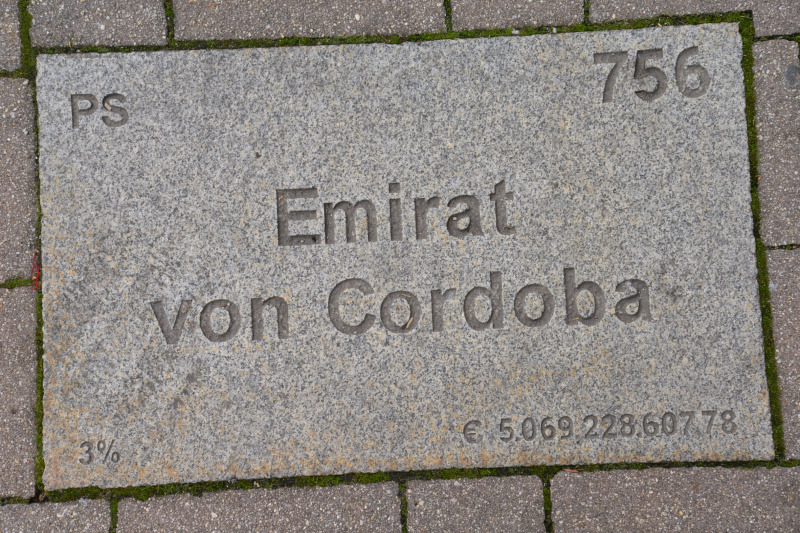 PS 756
Emirat
von Cordoba
3% € 5.069.228.607,78